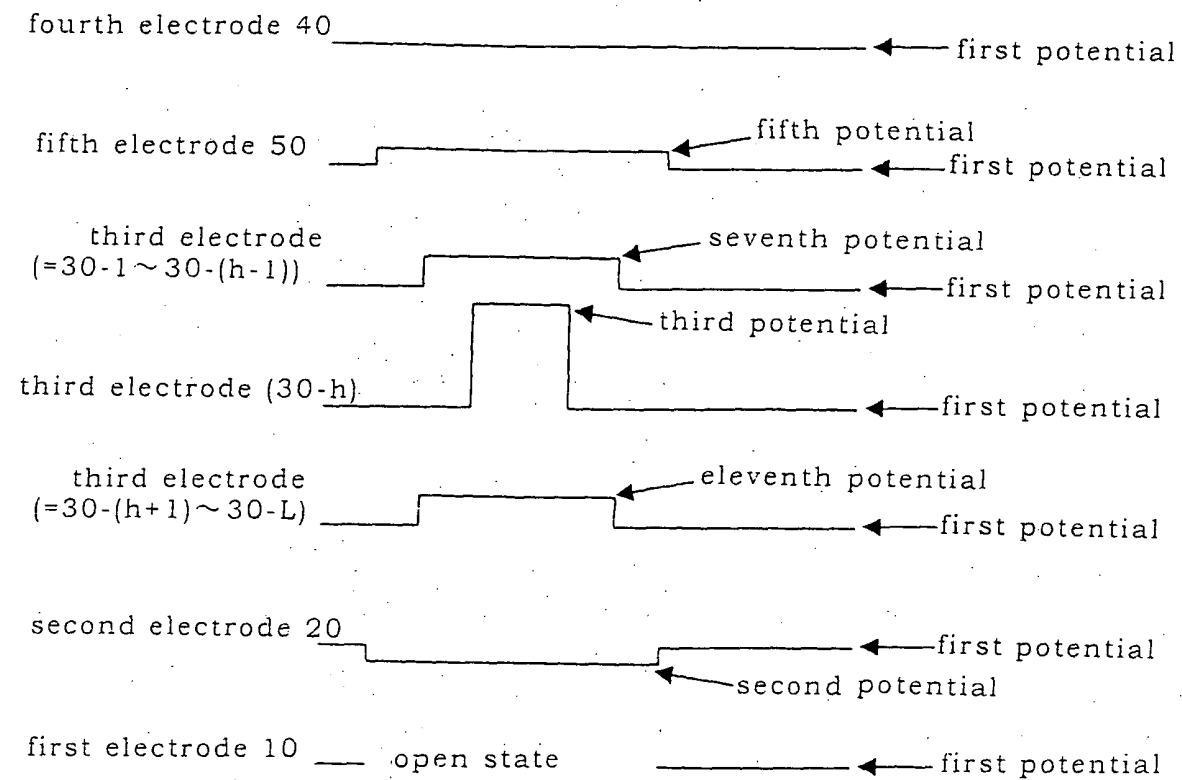 fourth electrode 40
first potential
fifth electrode 50
fifth potential
first potential
third electrode
(=30-1~30-(h-1))
seventh potential
first potential
third potential
third electrode (30-h)
first potential
third electrode
(=30-(h+1)~30-L)
eleventh potential
first potential
second electrode 20
first potential
second potential
first electrode 10
open state
first potential